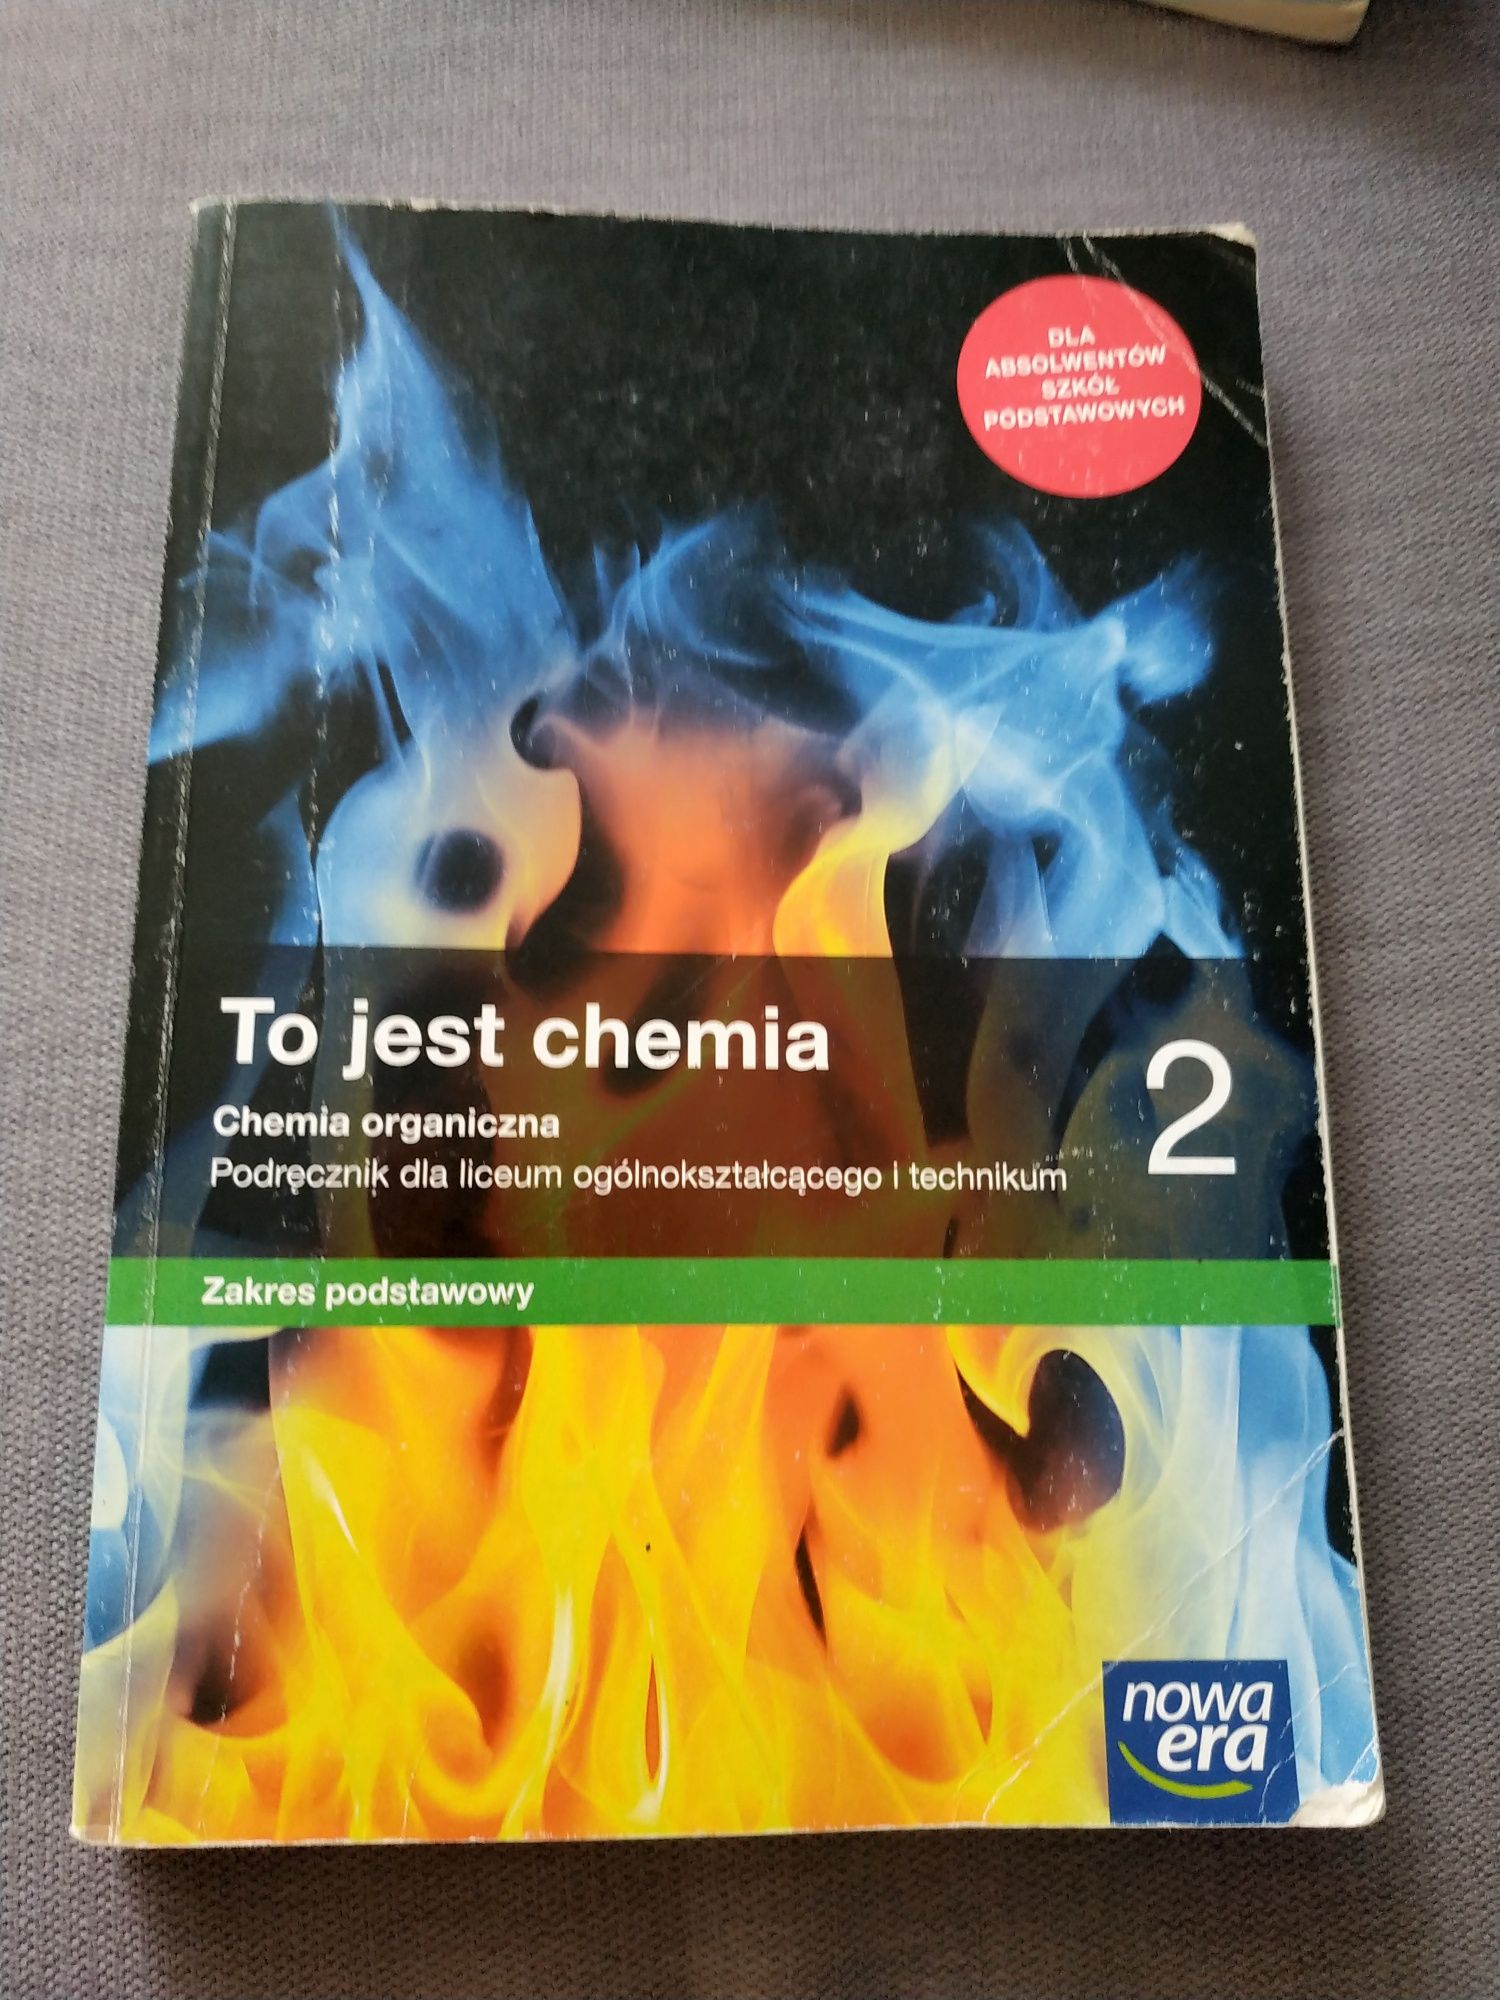 DLA
ABSOLWENTÓW
SZKÓŁ
PODSTAWOWYCH
To jest chemia
2
Chemia organiczna
Podręcznik dla liceum ogólnokształcącego i technikum
Zakres podstawowy
nowa
era